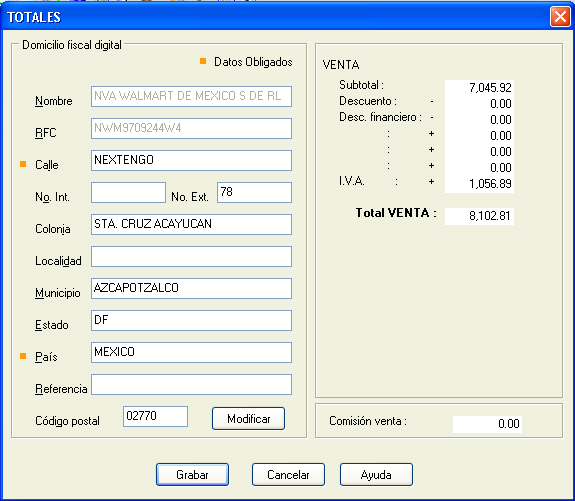 TOTALES
Domicilio fiscal digital
Datos Obligados
Nombre NVA WALMART DE MEXICO S DE RL
RFC NWM9709244W4
Calle NEXTENGO
No. Int. No. Ext. 78
Colonia STA. CRUZ ACAYUCAN
Localidad
Municipio AZCAPOTZALCO
Estado DF
País MEXICO
Referencia
Código postal 02770 Modificar
VENTA
Subtotal : 7,045.92
Descuento : - 0.00
Desc. financiero : - 0.00
: + 0.00
: + 0.00
: + 0.00
I.V.A. : + 1,056.89
Total VENTA : 8,102.81
Comisión venta : 0.00
Grabar Cancelar Ayuda